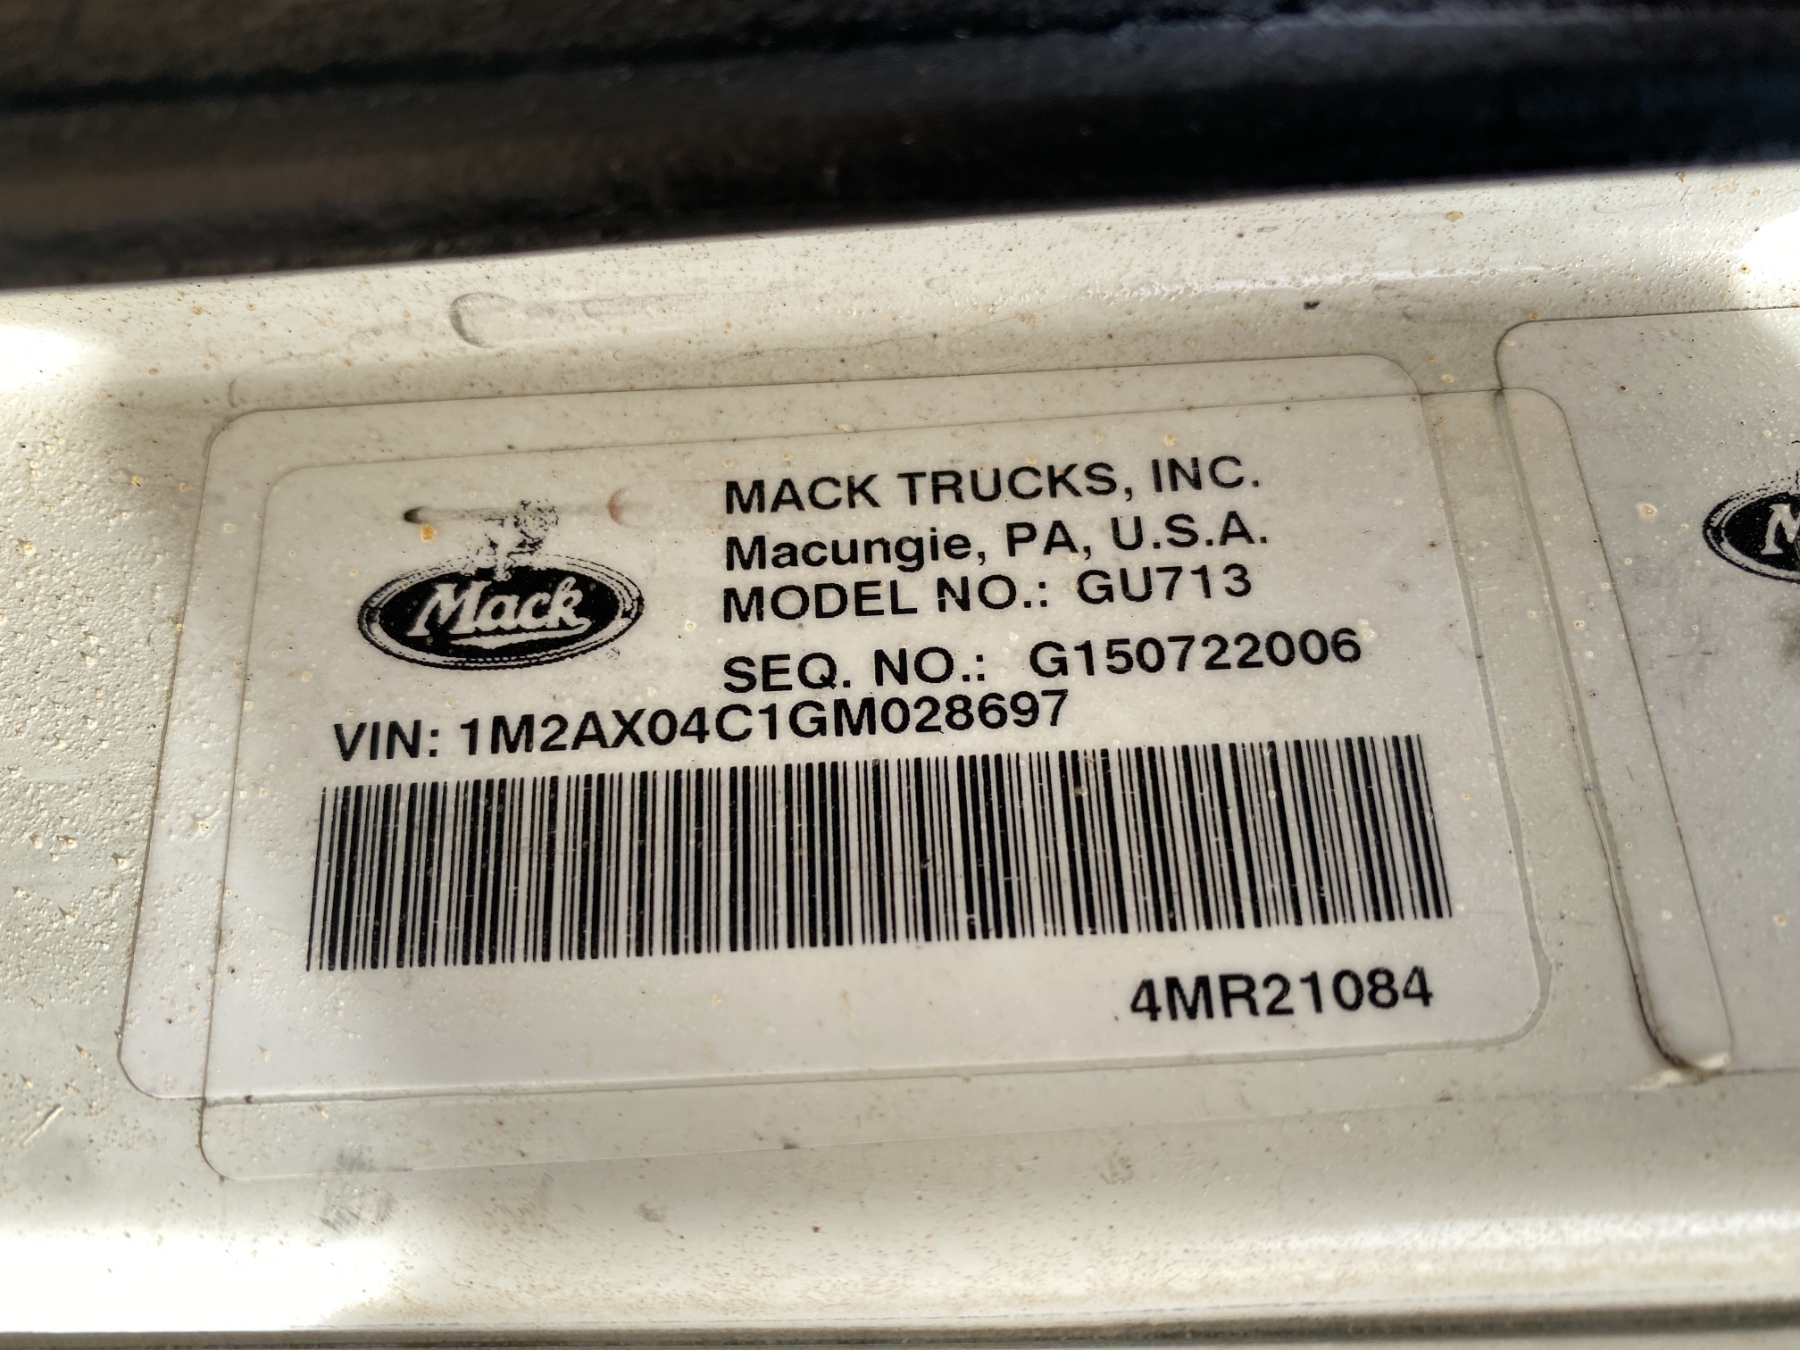 Mack
MACK TRUCKS, INC.
Macungie, PA, U.S.A.
MODEL NO.: GU713
SEQ. NO.: G150722006
VIN: 1M2AX04C1GM028697
4MR21084
M